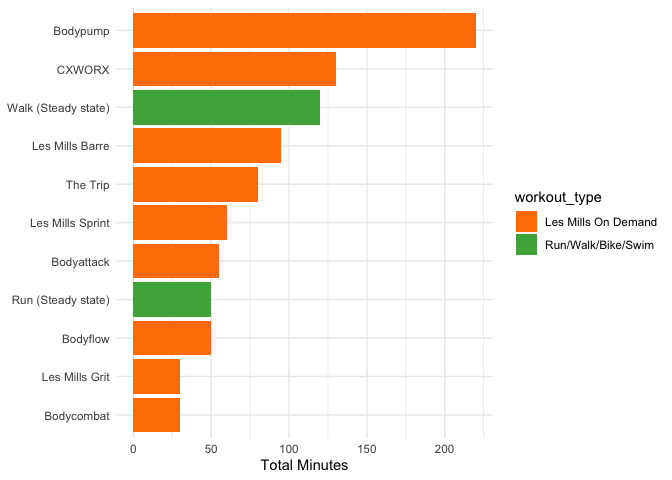 Bodypump
CXWORX
Walk (Steady state)
Les Mills Barre
The Trip
Les Mills Sprint
Bodyattack
Run (Steady state)
Bodyflow
Les Mills Grit
Bodycombat
0 50 100 150 200
Total Minutes
workout_type
Les Mills On Demand
Run/Walk/Bike/Swim